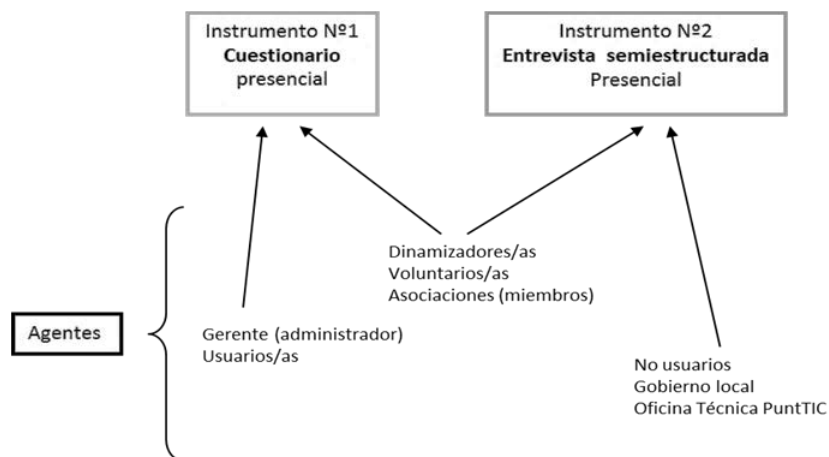 Instrumento Nº1
Cuestionario
presencial
Instrumento Nº2
Entrevista semiestructurada
Presencial
Dinamizadores/as
Voluntarios/as
Asociaciones (miembros)
Agentes
Gerente (administrador)
Usuarios/as
No usuarios
Gobierno local
Oficina Técnica PuntTIC